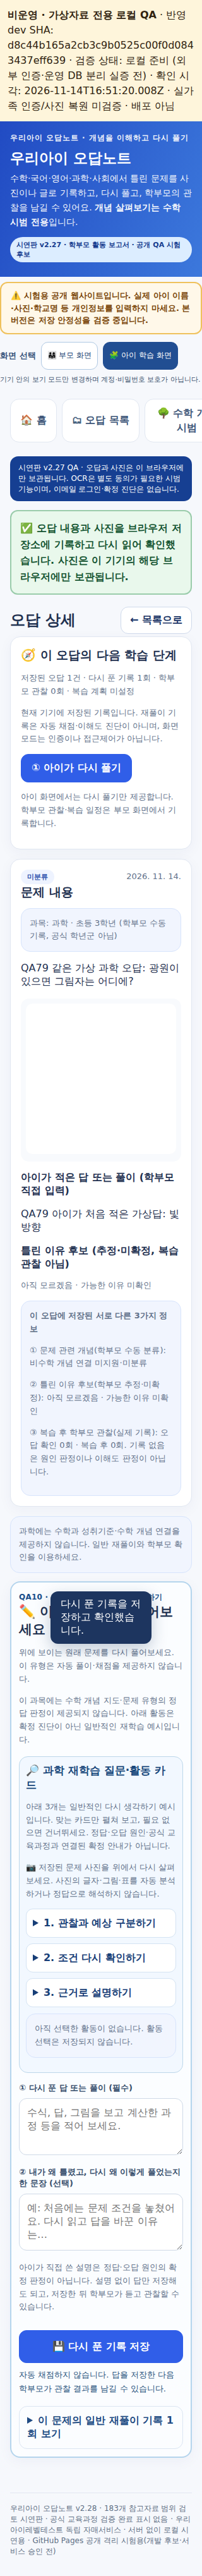 비운영 · 가상자료 전용 로컬 QA · 반영
dev SHA:
d8c44b165a2cb3c9b0525c00f0d084
3437eff639 · 검증 상태: 로컬 준비 (외
부 인증·운영 DB 분리 실증 전) · 확인 시
각: 2026-11-14T16:51:20.008Z · 실가
족 인증/사진 복원 미검증 · 배포 아님
우리아이 오답노트 · 개념을 이해하고 다시 풀기
우리아이 오답노트
수학·국어·영어·과학·사회에서 틀린 문제를 사
진이나 글로 기록하고, 다시 풀고, 학부모의 관
찰을 남길 수 있어요. 개념 살펴보기는 수학
시범 전용입니다.
시연판 v2.27 · 학부모 활동 보고서 · 공개 QA 시험
후보
⚠️ 시험용 공개 웹사이트입니다. 실제 아이 이름
·사진·학교명 등 개인정보를 입력하지 마세요. 본
버전은 저장 안정성을 검증 중입니다.
화면 선택 👨‍👩‍👧 부모 화면 🧩 아이 학습 화면
기기 안의 보기 모드만 변경하며 계정·비밀번호 보호가 아닙니다.
🏠 홈 🗂 오답 목록 🌳 수학 개
시범
시연판 v2.27 QA · 오답과 사진은 이 브라우저에
만 보관됩니다. OCR은 별도 동의가 필요한 시범
기능이며, 이메일 로그인·확정 진단은 없습니다.
✅ 오답 내용과 사진을 브라우저 저
장소에 기록하고 다시 읽어 확인했
습니다. 사진은 이 기기의 해당 브
라우저에만 보관됩니다.
오답 상세 ← 목록으로
🧭 이 오답의 다음 학습 단계
저장된 오답 1건 · 다시 푼 기록 1회 · 학부
모 관찰 0회 · 복습 계획 미설정
현재 기기에 저장된 기록입니다. 재풀이 기
록은 자동 채점·이해도 진단이 아니며, 화면
모드는 인증이나 접근제어가 아닙니다.
① 아이가 다시 풀기
아이 화면에서는 다시 풀기만 제공합니다.
학부모 관찰·복습 일정은 부모 화면에서 기
록합니다.
미분류 2026. 11. 14.
문제 내용
과목: 과학 · 초등 3학년 (학부모 수동
기록, 공식 학년군 아님)
QA79 같은 가상 과학 오답: 광원이
있으면 그림자는 어디에?
아이가 적은 답 또는 풀이 (학부모
직접 입력)
QA79 아이가 처음 적은 가상답: 빛
방향
틀린 이유 후보 (추정·미확정, 복습
관찰 아님)
아직 모르겠음 · 가능한 이유 미확인
이 오답에 저장된 서로 다른 3가지 정
보
① 문제 관련 개념(학부모 수동 분류):
비수학 개념 연결 미지원·미분류
② 틀린 이유 후보(학부모 추정·미확
정): 아직 모르겠음 · 가능한 이유 미확
인
③ 복습 후 학부모 관찰(실제 기록): 오
답 확인 0회 · 복습 후 0회. 기록 없음
은 원인 판정이나 이해도 판정이 아닙
니다.
과학에는 수학과 성취기준·수학 개념 연결을
제공하지 않습니다. 일반 재풀이와 학부모 확
인을 이용하세요.
QA10 · 하기
✏️ 이 어보
세요
다시 푼 기록을 저
장하고 확인했습
니다.
위에 보이는 원래 문제를 다시 풀어보세요.
이 유형은 자동 풀이·채점을 제공하지 않습니
다.
이 과목에는 수학 개념 지도·문제 유형의 정
답 판정이 제공되지 않습니다. 아래 활동은
확정 진단이 아닌 일반적인 재학습 예시입니
다.
🔎 과학 재학습 질문·활동 카
드
아래 3개는 일반적인 다시 생각하기 예시
입니다. 맞는 카드만 펼쳐 보고, 필요 없
으면 건너뛰세요. 정답·오답 원인·공식 교
육과정과 연결된 확정 안내가 아닙니다.
📷 저장된 문제 사진을 위에서 다시 살펴
보세요. 사진의 글자·그림·표를 자동 분석
하거나 정답으로 해석하지 않습니다.
▶ 1. 관찰과 예상 구분하기
▶ 2. 조건 다시 확인하기
▶ 3. 근거로 설명하기
아직 선택한 활동이 없습니다. 활동
선택은 저장되지 않습니다.
① 다시 푼 답 또는 풀이 (필수)
수식, 답, 그림을 보고 계산한 과
정 등을 적어 보세요.
② 내가 왜 틀렸고, 다시 왜 이렇게 풀었는지
한 문장 (선택)
예: 처음에는 문제 조건을 놓쳤어
요. 다시 읽고 답을 바꾼 이유
는…
아이가 직접 쓴 설명은 정답·오답 원인의 확
정 판정이 아닙니다. 설명 없이 답만 저장해
도 되고, 저장한 뒤 학부모가 듣고 관찰할 수
있습니다.
💾 다시 푼 기록 저장
자동 채점하지 않습니다. 답을 저장한 다음
학부모가 관찰 결과를 남길 수 있습니다.
▶ 이 문제의 일반 재풀이 기록 1
회 보기
우리아이 오답노트 v2.28 · 183개 참고자료 범위 검
토 시연판 · 공식 교육과정 검증 완료 표시 없음 · 우리
아이레벨테스트 독립 자매서비스 · 서버 없이 로컬 시
연용 · GitHub Pages 공개 격리 시험용(개발 후보·서
비스 승인 전)